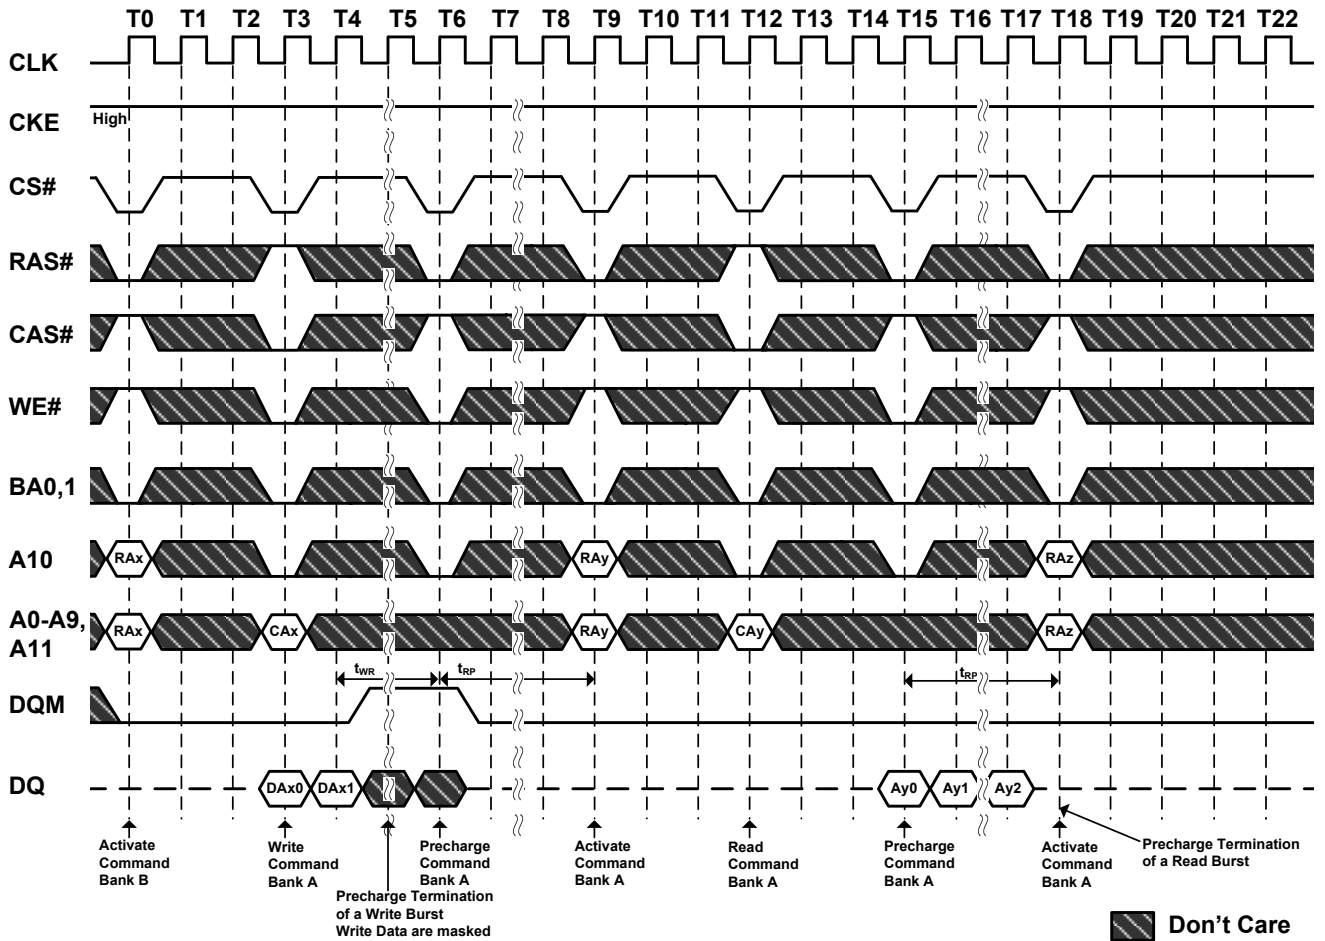 T0 T1 T2 T3 T4 T5 T6 T7 T8 T9 T10 T11 T12 T13 T14 T15 T16 T17 T18 T19 T20 T21 T22
CLK
CKE
High
CS#
RAS#
CAS#
WE#
BA0,1
A10
RAx RAy RAz
A0-A9,
A11
RAx CAx RAy CAy RAz
tWR tRP tRP
DQM
DQ
DAx0 DAx1 Ay0 Ay1 Ay2
Activate
Command
Bank B
Write
Command
Bank A
Precharge Termination
of a Write Burst
Write Data are masked
Precharge
Command
Bank A
Activate
Command
Bank A
Read
Command
Bank A
Precharge
Command
Bank A
Activate
Command
Bank A
Precharge Termination
of a Read Burst
Don't Care